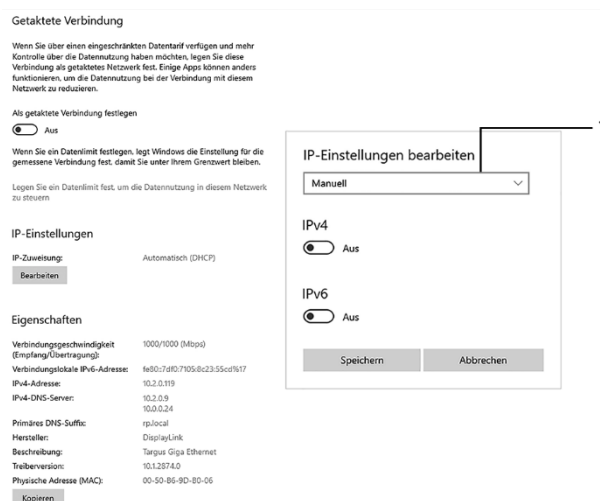 Getaktete Verbindung
Wenn Sie über einen eingeschränkten Datentarif verfügen und mehr
Kontrolle über die Datennutzung haben möchten, legen Sie diese
Verbindung als getaktetes Netzwerk fest. Einige Apps können anders
funktionieren, um die Datennutzung bei der Verbindung mit diesem
Netzwerk zu reduzieren.
Als getaktete Verbindung festlegen
Aus
Wenn Sie ein Datenlimit festlegen, legt Windows die Einstellung für die
gemessene Verbindung fest, damit Sie unter Ihrem Grenzwert bleiben.
Legen Sie ein Datenlimit fest, um die Datennutzung in diesem Netzwerk
zu steuern
IP-Einstellungen
IP-Zuweisung: Automatisch (DHCP)
Bearbeiten
Eigenschaften
Verbindungsgeschwindigkeit 1000/1000 (Mbps)
(Empfang/Übertragung):
Verbindungslokale IPv6-Adresse: fe80::7df0:7105:8c23:55cd%17
IPv4-Adresse: 10.2.0.119
IPv4-DNS-Server: 10.2.0.9
10.0.0.24
Primäres DNS-Suffix: rp.local
Hersteller: DisplayLink
Beschreibung: Targus Giga Ethernet
Treiberversion: 10.1.2874.0
Physische Adresse (MAC): 00-50-B6-9D-80-06
Kopieren
IP-Einstellungen bearbeiten
Manuell
IPv4
Aus
IPv6
Aus
Speichern Abbrechen